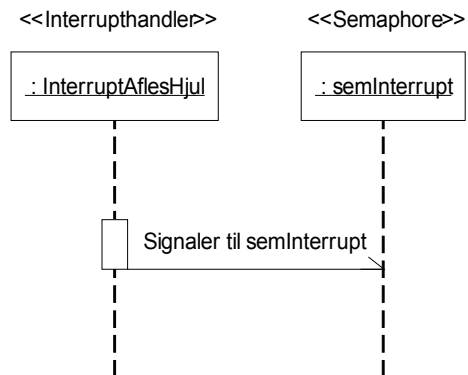 <<Interrupthandler>>
<<Semaphore>>
: InterruptAflesHjul
: semInterrupt
Signaler til semInterrupt